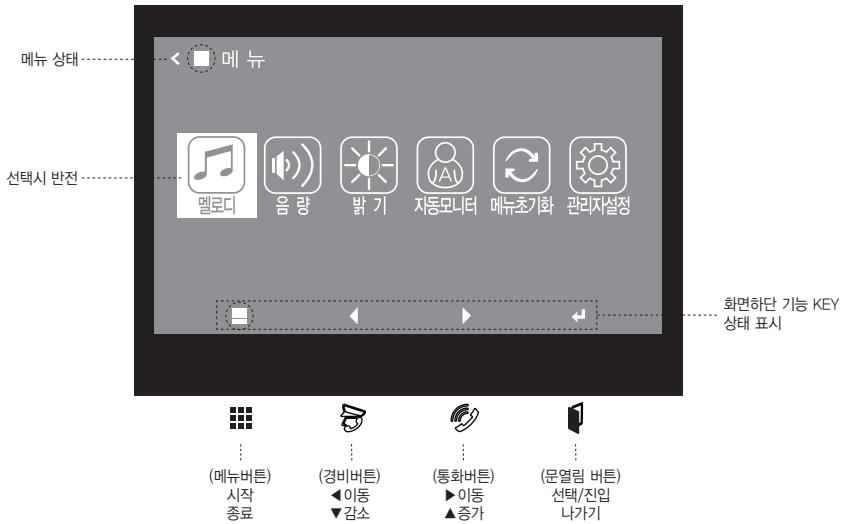 메뉴 상태
< 메 뉴
선택시 반전
멜로디 음 량 밝 기 자동모니터 메뉴초기화 관리자설정
화면하단 기능 KEY
상태 표시
(메뉴버튼)
시작
종료
(경비버튼)
◀이동
▼감소
(통화버튼)
▶이동
▲증가
(문열림 버튼)
선택/진입
나가기